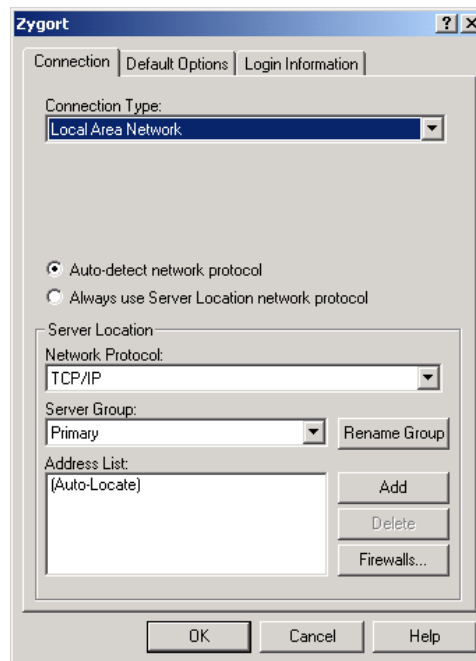 Zygort
Connection Default Options Login Information
Connection Type:
Local Area Network
Auto-detect network protocol
Always use Server Location network protocol
Server Location
Network Protocol:
TCP/IP
Server Group:
Primary
Rename Group
Address List:
(Auto-Locate)
Add
Delete
Firewalls...
OK Cancel Help